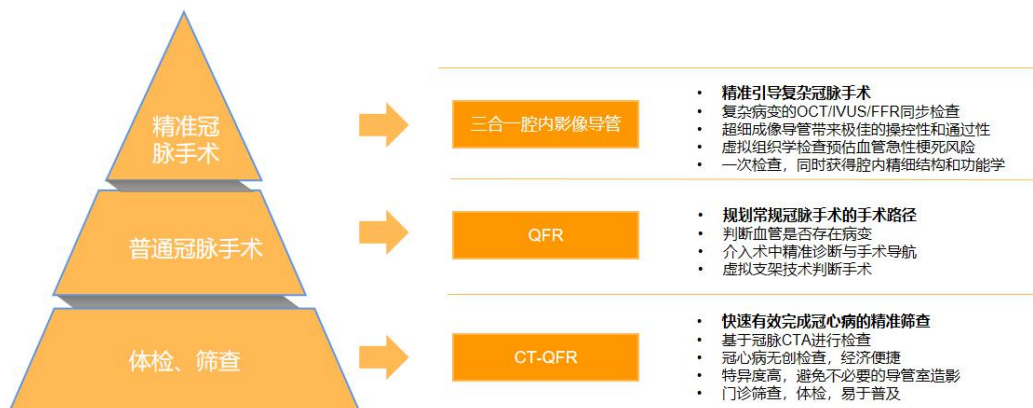 精准冠
脉手术
三合一腔内影像导管
• 精准引导复杂冠脉手术
• 复杂病变的OCT/IVUS/FFR同步检查
• 超细成像导管带来极佳的操控性和通过性
• 虚拟组织学检查预估血管急性梗死风险
• 一次检查，同时获得腔内精细结构和功能学
普通冠脉手术
QFR
• 规划常规冠脉手术的手术路径
• 判断血管是否存在病变
• 介入术中精准诊断与手术导航
• 虚拟支架技术判断手术
体检、筛查
CT-QFR
• 快速有效完成冠心病的精准筛查
• 基于冠脉CTA进行检查
• 冠心病无创检查，经济便捷
• 特异度高，避免不必要的导管室造影
• 门诊筛查，体检，易于普及